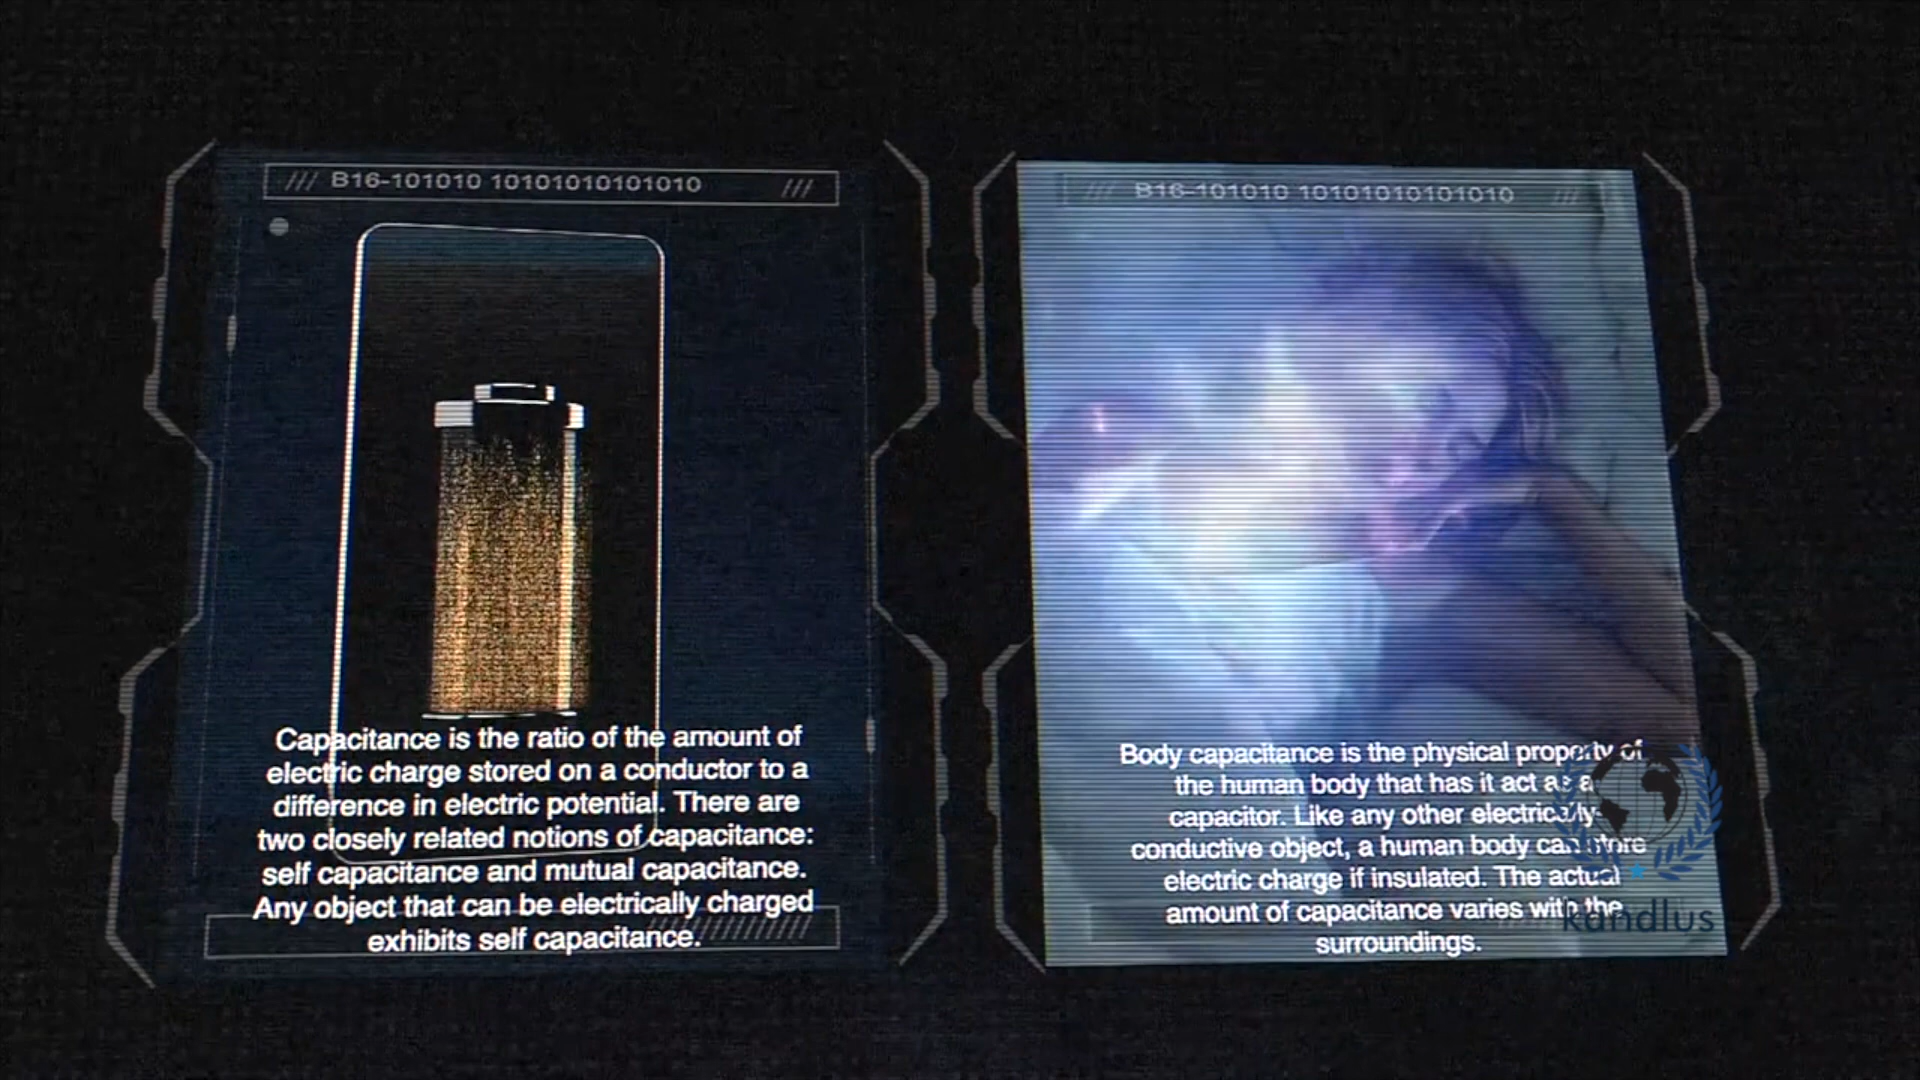 /// B16-101010 10101010101010 ///
Capacitance is the ratio of the amount of
electric charge stored on a conductor to a
difference in electric potential. There are
two closely related notions of capacitance:
self capacitance and mutual capacitance.
Any object that can be electrically charged
exhibits self capacitance.
/// B16-101010 10101010101010 ///
Body capacitance is the physical property of
the human body that has it act as a
capacitor. Like any other electrically-
conductive object, a human body can store
electric charge if insulated. The actual
amount of capacitance varies with the
surroundings.
kandlus